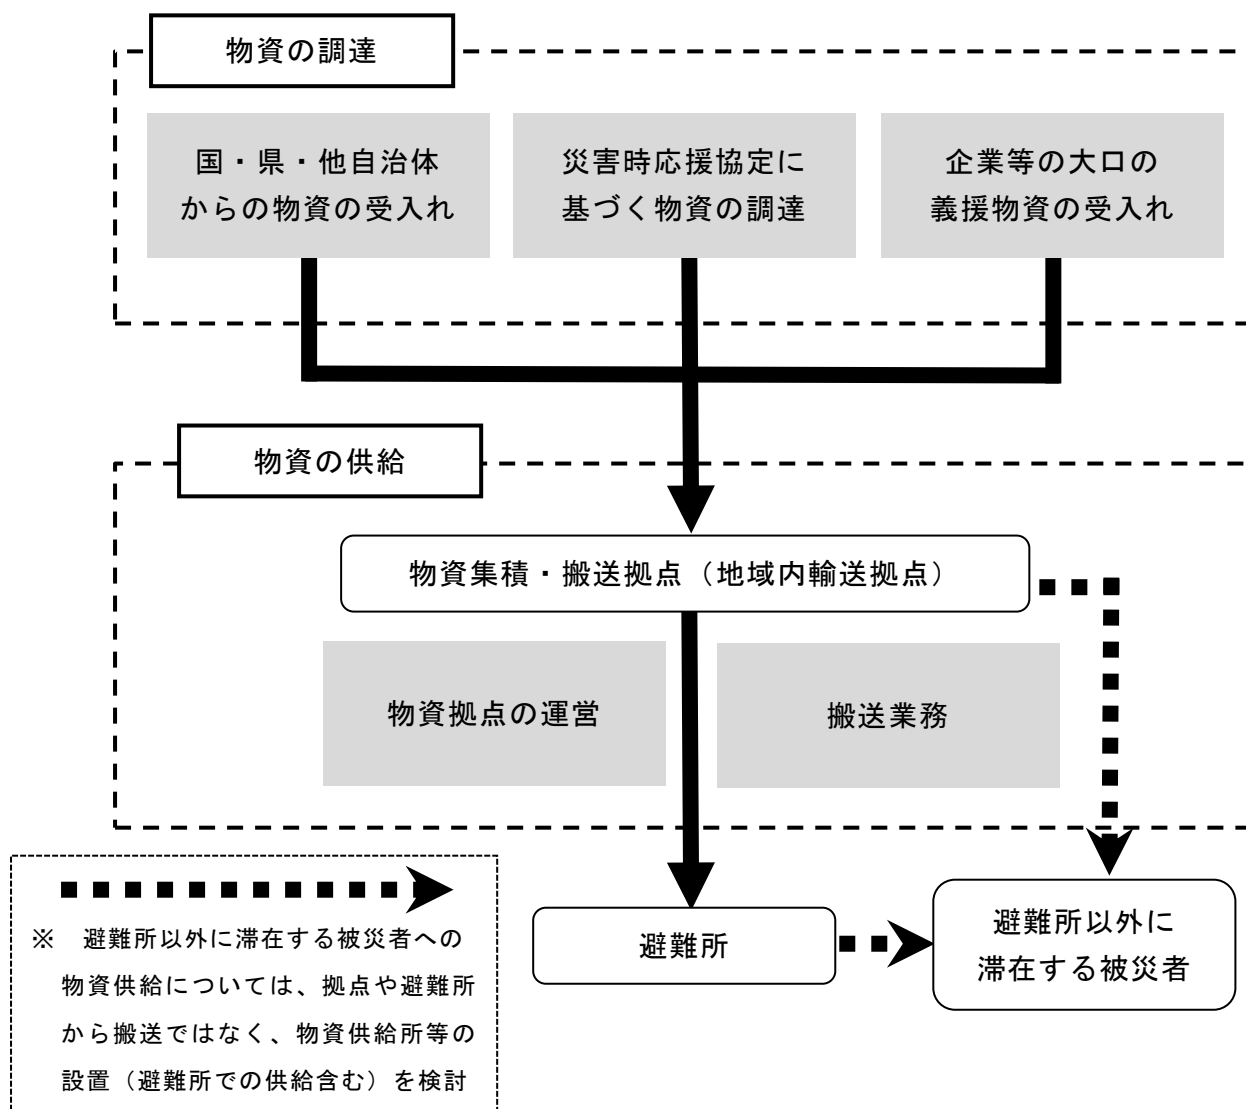 物資の調達
国・県・他自治体
からの物資の受入れ
災害時応援協定に
基づく物資の調達
企業等の大口の
義援物資の受入れ
物資の供給
物資集積・搬送拠点（地域内輸送拠点）
物資拠点の運営
搬送業務
避難所
避難所以外に
滞在する被災者
※　避難所以外に滞在する被災者への
物資供給については、拠点や避難所
から搬送ではなく、物資供給所等の
設置（避難所での供給含む）を検討